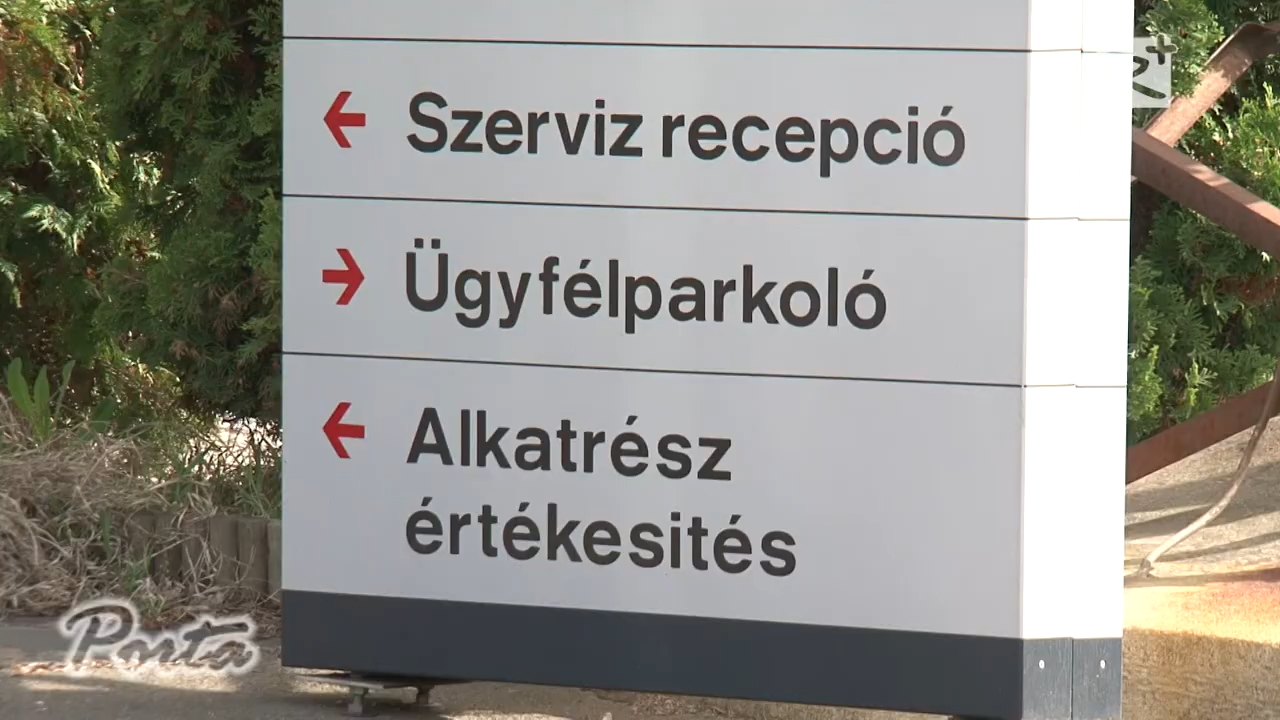 Szerviz recepció
Ügyfélparkoló
Alkatrész
értékesités
Porta
R+